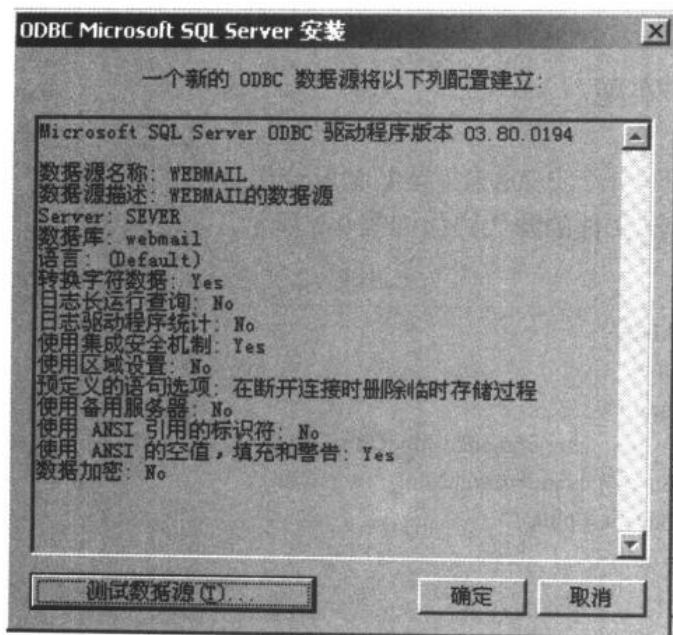 ODBC Microsoft SQL Server 安装
一个新的 ODBC 数据源将以下列配置建立:
Microsoft SQL Server ODBC 驱动程序版本 03.80.0194
数据源名称: WEBMAIL
数据源描述: WEBMAIL的数据源
Server: SEVER
数据库: webmail
语言: (Default)
转换字符数据: Yes
日志长运行查询: No
日志驱动程序统计: No
使用集成安全机制: Yes
使用区域设置: No
预定义的语句选项: 在断开连接时删除临时存储过程
使用备用服务器: No
使用 ANSI 引用的标识符: No
使用 ANSI 的空值，填充和警告: Yes
数据加密: No
测试数据源(T)...
确定
取消